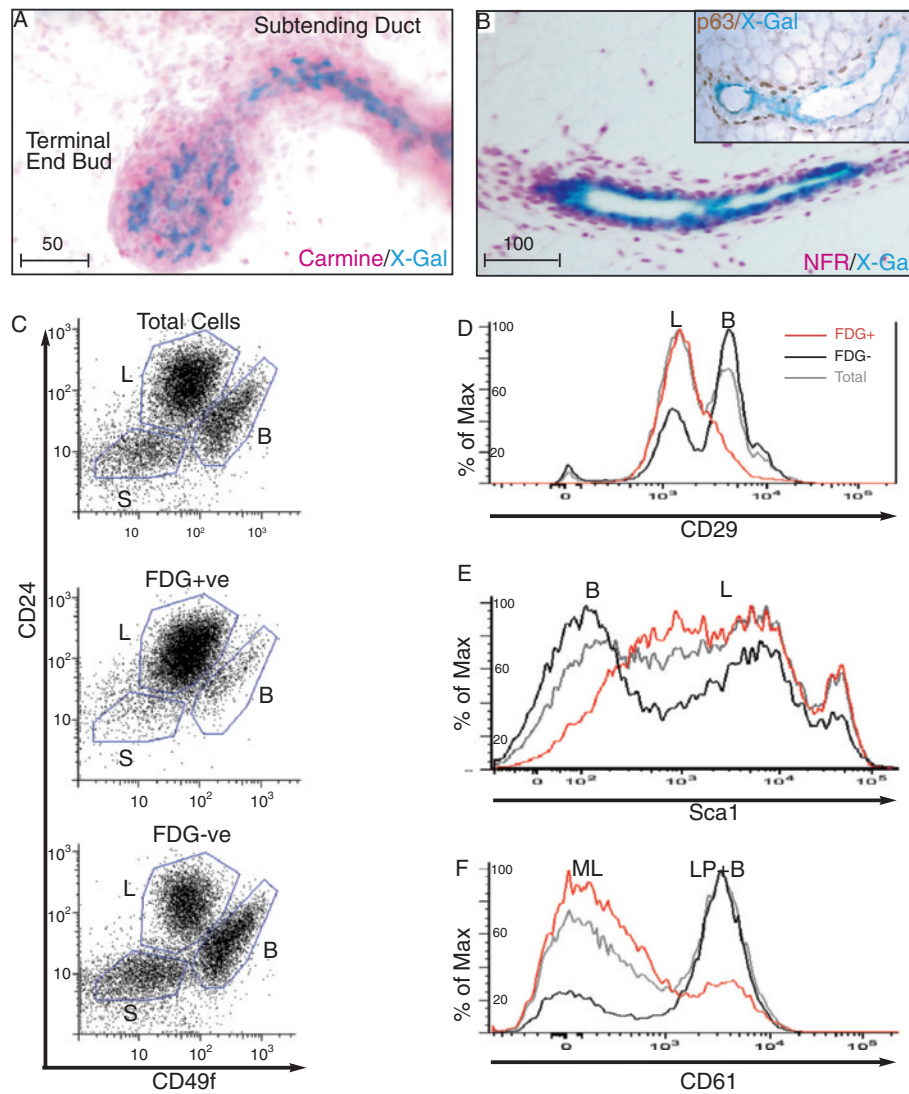 A
Subtending Duct
Terminal
End Bud
50
Carmine/X-Gal
B
p63/X-Gal
100
NFR/X-Ga
C
Total Cells
10³
L
10²
B
10
S
10 10² 10³
FDG+ve
10³
L
10²
B
10
S
10 10² 10³
FDG-ve
10³
L
10²
B
10
S
10 10² 10³
CD24
CD49f
D
L B
FDG+
FDG-
Total
100
60
20
% of Max
0 10³ 10⁴ 10⁵
CD29
E
B L
100
60
20
% of Max
0 10² 10³ 10⁴ 10⁵
Sca1
F
ML LP+B
100
60
20
% of Max
0 10³ 10⁴ 10⁵
CD61